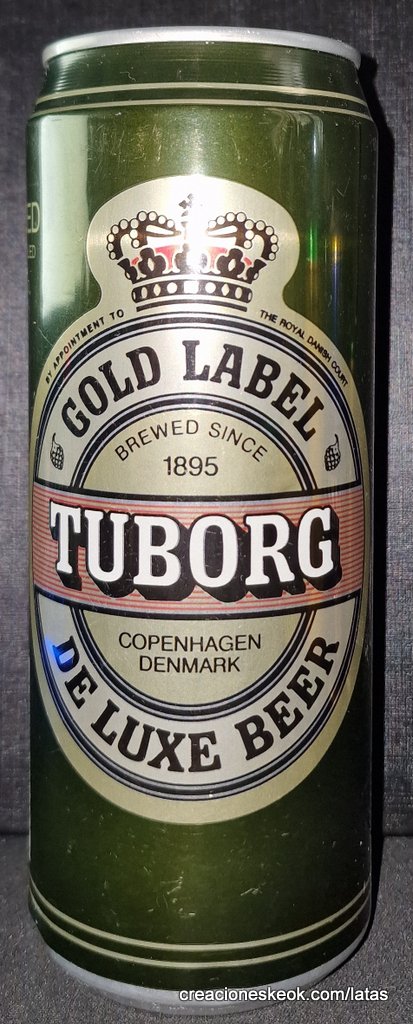 BY APPOINTMENT TO THE ROYAL DANISH COURT
GOLD LABEL
BREWED SINCE
1895
TUBORG
COPENHAGEN
DENMARK
DE LUXE BEER
creacioneskeok.com/latas